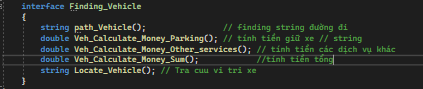 interface Finding_Vehicle
{
string path_Vehicle(); // finding string đường đi
double Veh_Calculate_Money_Parking(); // tính tiền giữ xe // string
double Veh_Calculate_Money_Other_services(); // tính tiền các dịch vụ khác
double Veh_Calculate_Money_Sum(); //tính tiền tổng
string Locate_Vehicle(); // Tra cuu vi tri xe
}